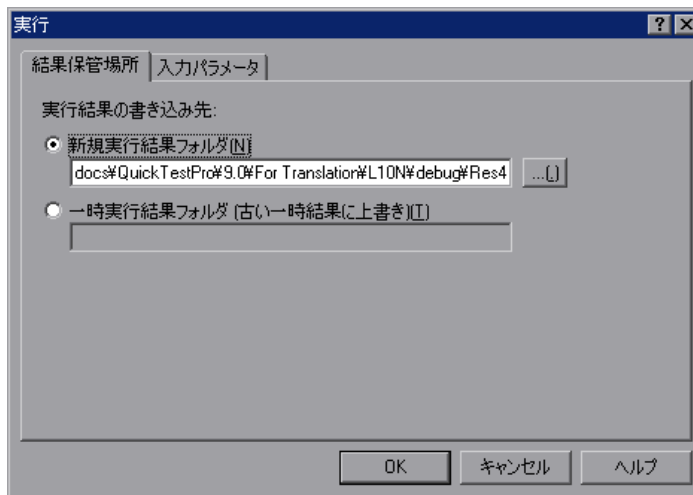 実行
結果保管場所 入力パラメータ
実行結果の書き込み先:
新規実行結果フォルダ(N)
docs¥QuickTestPro¥9.0¥For Translation¥L10N¥debug¥Res4 ...(.)
一時実行結果フォルダ (古い一時結果に上書き)(T)
OK キャンセル ヘルプ